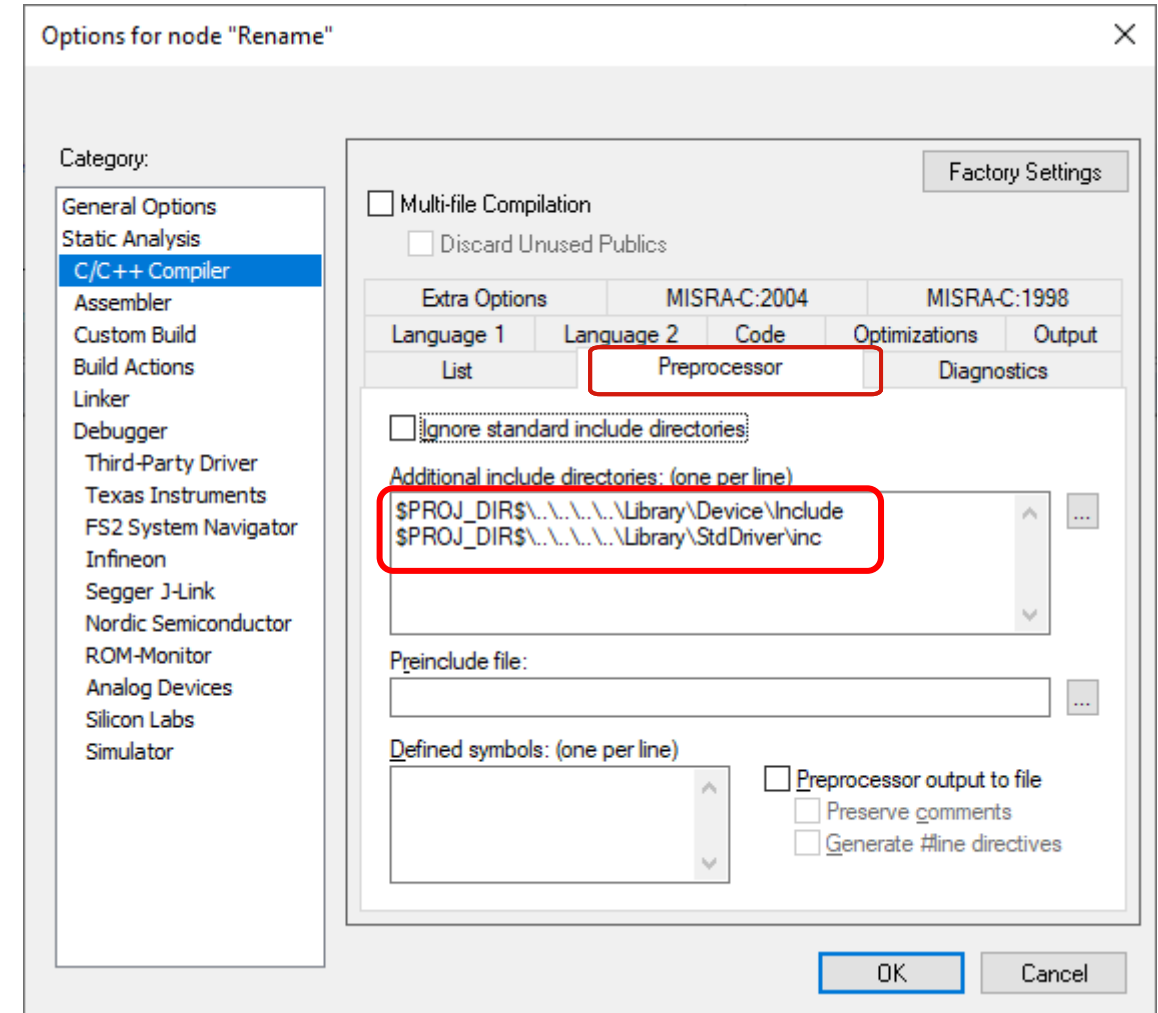 Options for node "Rename"
Category:
General Options
Static Analysis
C/C++ Compiler
Assembler
Custom Build
Build Actions
Linker
Debugger
Third-Party Driver
Texas Instruments
FS2 System Navigator
Infineon
Segger J-Link
Nordic Semiconductor
ROM-Monitor
Analog Devices
Silicon Labs
Simulator
Factory Settings
Multi-file Compilation
Discard Unused Publics
Extra Options MISRA-C:2004 MISRA-C:1998
Language 1 Language 2 Code Optimizations Output
List Preprocessor Diagnostics
Ignore standard include directories
Additional include directories: (one per line)
$PROJ_DIR$\..\..\..\..\Library\Device\Include
...
$PROJ_DIR$\..\..\..\..\Library\StdDriver\inc
Preinclude file:
...
Defined symbols: (one per line)
Preprocessor output to file
Preserve comments
Generate #line directives
OK Cancel